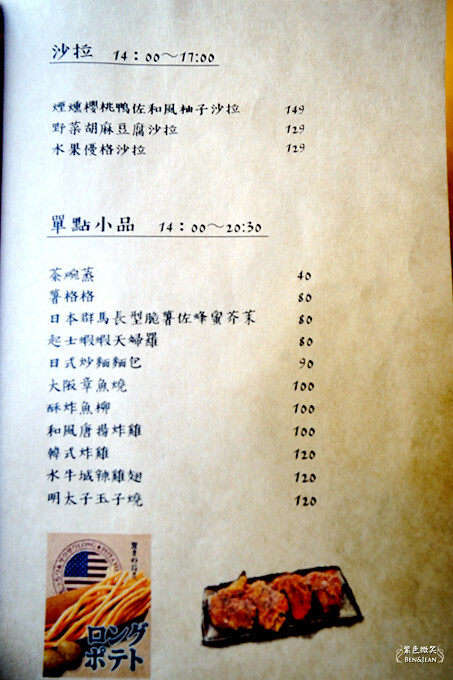 沙拉 14：00～17:00
煙燻櫻桃鴨佐和風柚子沙拉 149
野菜胡麻豆腐沙拉 129
水果優格沙拉 129
單點小品 14：00～20:30
茶碗蒸 40
薯格格 80
日本群馬長型脆薯佐蜂蜜芥茉 80
起士蝦蝦天婦羅 80
日式炒麵麵包 90
大阪章魚燒 100
酥炸魚柳 100
和風唐揚炸雞 100
韓式炸雞 120
水牛城辣雞翅 120
明太子玉子燒 120
ロング
ポテト
紫色微笑
BEN&JEAN